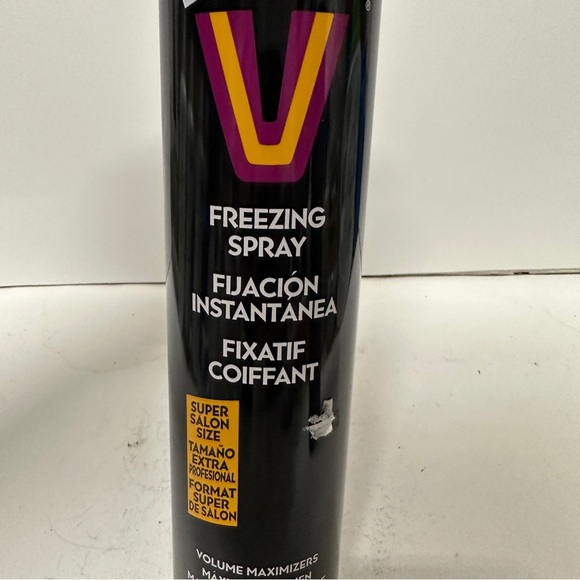 V
®
FREEZING
SPRAY
FIJACIÓN
INSTANTÁNEA
FIXATIF
COIFFANT
SUPER
SALON
SIZE
TAMAÑO
EXTRA
PROFESIONAL
FORMAT
SUPER
DE SALON
VOLUME MAXIMIZERS